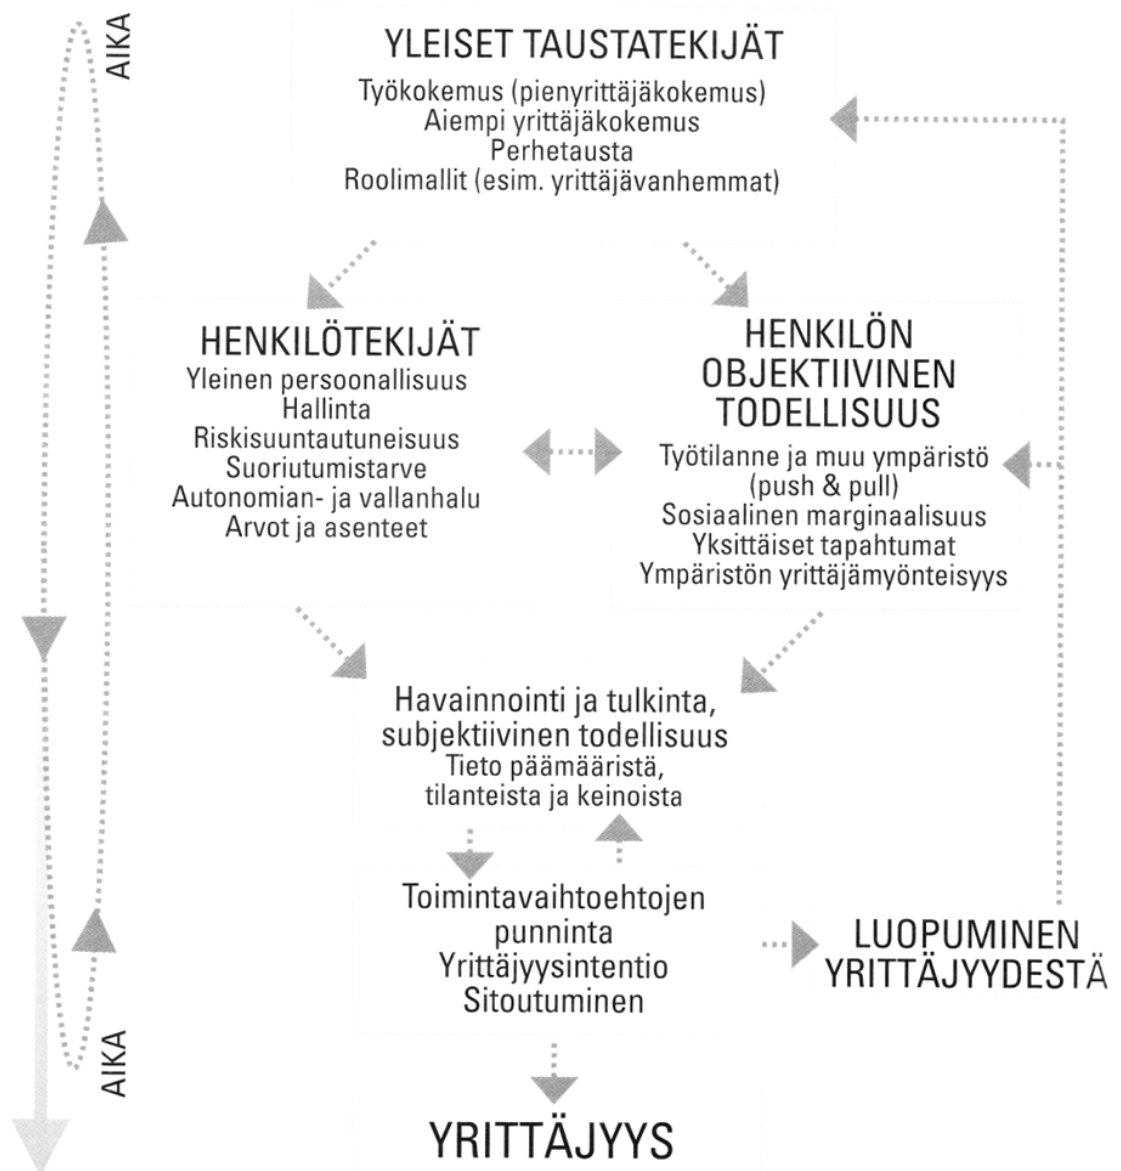 AIKA
YLEISET TAUSTATEKIJÄT
Työkokemus (pienyrittäjäkokemus)
Aiempi yrittäjäkokemus
Perhetausta
Roolimallit (esim. yrittäjävanhemmat)
HENKILÖTEKIJÄT
Yleinen persoonallisuus
Hallinta
Riskisuuntautuneisuus
Suoriutumistarve
Autonomian- ja vallanhalu
Arvot ja asenteet
HENKILÖN
OBJEKTIIVINEN
TODELLISUUS
Työtilanne ja muu ympäristö
(push & pull)
Sosiaalinen marginaalisuus
Yksittäiset tapahtumat
Ympäristön yrittäjämyönteisyys
Havainnointi ja tulkinta,
subjektiivinen todellisuus
Tieto päämääristä,
tilanteista ja keinoista
Toimintavaihtoehtojen
punninta
Yrittäjyysintentio
Sitoutuminen
LUOPUMINEN
YRITTÄJYYDESTÄ
AIKA
YRITTÄJYYS